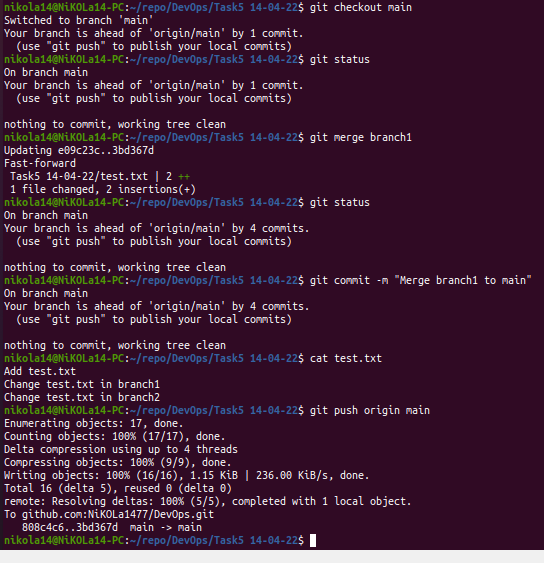 nikola14@NiKOLa14-PC:~/repo/DevOps/Task5 14-04-22$ git checkout main
Switched to branch 'main'
Your branch is ahead of 'origin/main' by 1 commit.
  (use "git push" to publish your local commits)
nikola14@NiKOLa14-PC:~/repo/DevOps/Task5 14-04-22$ git status
On branch main
Your branch is ahead of 'origin/main' by 1 commit.
  (use "git push" to publish your local commits)

nothing to commit, working tree clean
nikola14@NiKOLa14-PC:~/repo/DevOps/Task5 14-04-22$ git merge branch1
Updating e09c23c..3bd367d
Fast-forward
 Task5 14-04-22/test.txt | 2 ++
 1 file changed, 2 insertions(+)
nikola14@NiKOLa14-PC:~/repo/DevOps/Task5 14-04-22$ git status
On branch main
Your branch is ahead of 'origin/main' by 4 commits.
  (use "git push" to publish your local commits)

nothing to commit, working tree clean
nikola14@NiKOLa14-PC:~/repo/DevOps/Task5 14-04-22$ git commit -m "Merge branch1 to main"
On branch main
Your branch is ahead of 'origin/main' by 4 commits.
  (use "git push" to publish your local commits)

nothing to commit, working tree clean
nikola14@NiKOLa14-PC:~/repo/DevOps/Task5 14-04-22$ cat test.txt
Add test.txt
Change test.txt in branch1
Change test.txt in branch2
nikola14@NiKOLa14-PC:~/repo/DevOps/Task5 14-04-22$ git push origin main
Enumerating objects: 17, done.
Counting objects: 100% (17/17), done.
Delta compression using up to 4 threads
Compressing objects: 100% (9/9), done.
Writing objects: 100% (16/16), 1.15 KiB | 236.00 KiB/s, done.
Total 16 (delta 5), reused 0 (delta 0)
remote: Resolving deltas: 100% (5/5), completed with 1 local object.
To github.com:NiKOLa1477/DevOps.git
   808c4c6..3bd367d  main -> main
nikola14@NiKOLa14-PC:~/repo/DevOps/Task5 14-04-22$